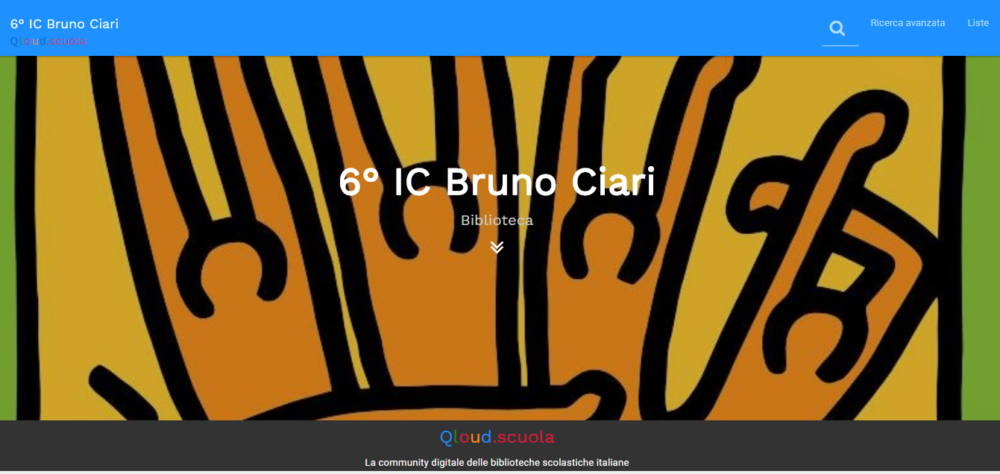 6° IC Bruno Ciari
Qloud.scuola
Ricerca avanzata
Liste
6° IC Bruno Ciari
Biblioteca
Qloud.scuola
La community digitale delle biblioteche scolastiche italiane